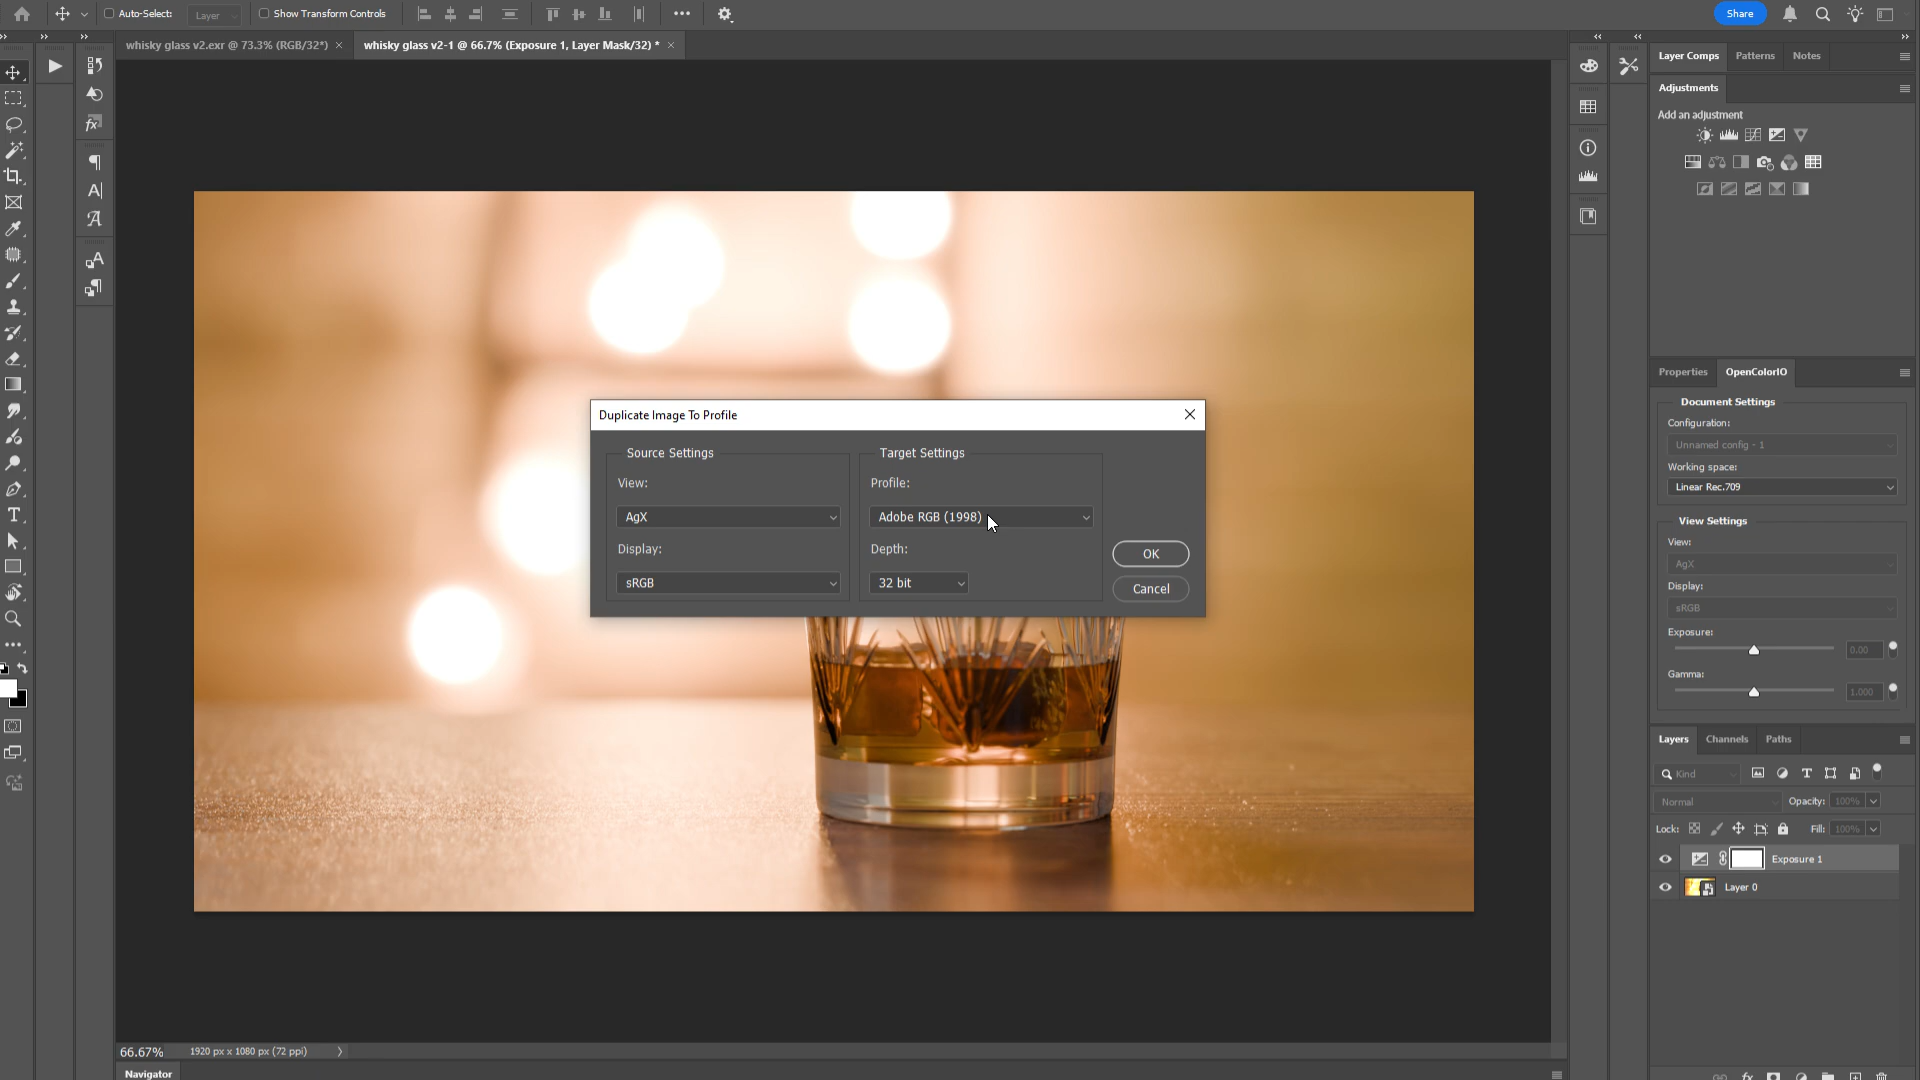 Auto-Select: Layer Show Transform Controls Share
whisky glass v2.exr @ 73.3% (RGB/32*) × whisky glass v2-1 @ 66.7% (Exposure 1, Layer Mask/32) * ×
Layer Comps Patterns Notes
Adjustments
Add an adjustment
Properties OpenColorIO
Document Settings
Configuration:
Unnamed config - 1
Working space:
Linear Rec.709
View Settings
View:
AgX
Display:
sRGB
Exposure:
0.00
Gamma:
1.000
Duplicate Image To Profile
Source Settings Target Settings
View: Profile:
AgX Adobe RGB (1998)
Display: Depth:
sRGB 32 bit
OK
Cancel
Layers Channels Paths
Kind
Normal Opacity: 100%
Lock: Fill: 100%
Exposure 1
Layer 0
66.67% 1920 px x 1080 px (72 ppi)
Navigator